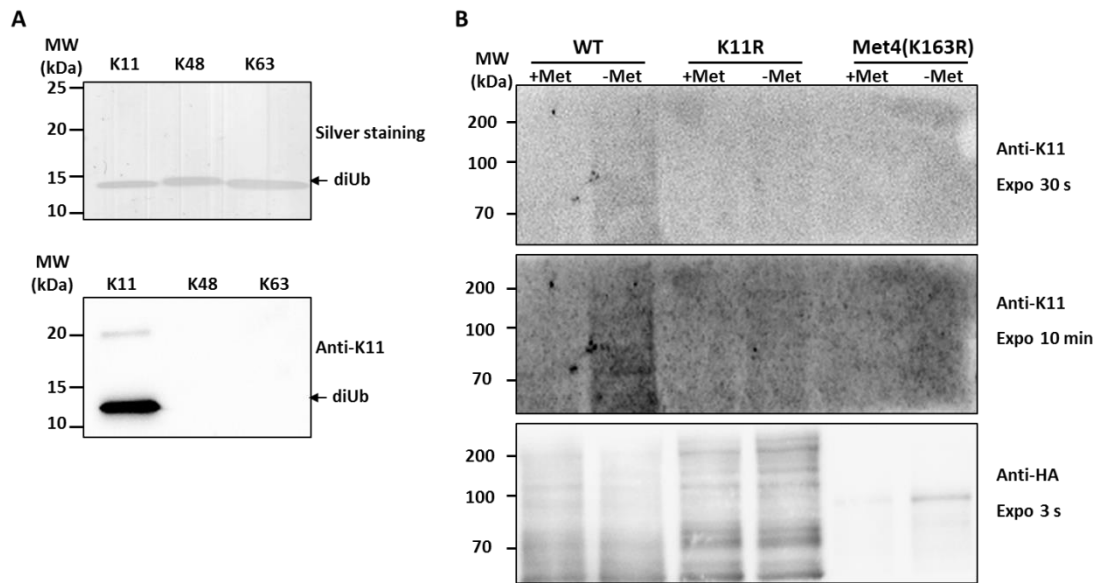 A
MW
(kDa)
K11 K48 K63
25
20
15
10
Silver staining
diUb
MW
(kDa)
K11 K48 K63
20
15
10
Anti-K11
diUb
B
MW
(kDa)
WT K11R Met4(K163R)
+Met -Met +Met -Met +Met -Met
200
100
70
Anti-K11
Expo 30 s
200
100
70
Anti-K11
Expo 10 min
200
100
70
Anti-HA
Expo 3 s